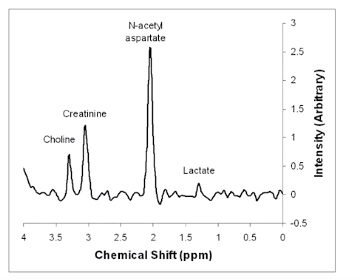 N-acetyl
aspartate
Creatinine
Choline
Lactate
3
2.5
2
1.5
1
0.5
0
-0.5
Intensity (Arbitrary)
4 3.5 3 2.5 2 1.5 1 0.5 0
Chemical Shift (ppm)